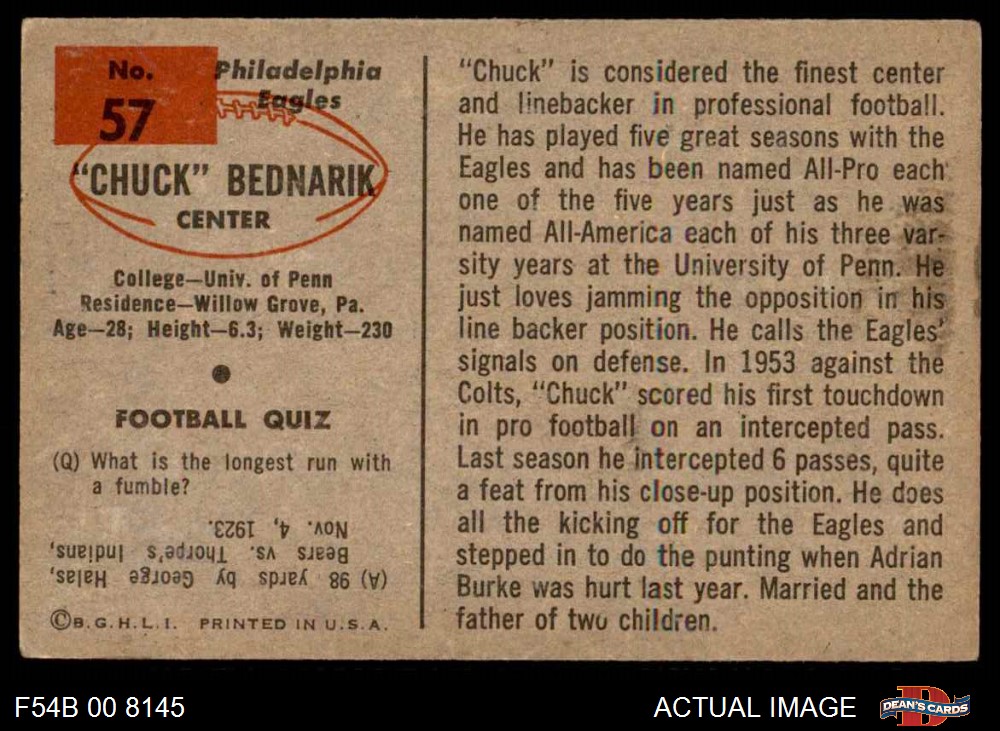 No. 57
Philadelphia Eagles
"CHUCK" BEDNARIK
CENTER
College—Univ. of Penn
Residence—Willow Grove, Pa.
Age—28; Height—6.3; Weight—230
FOOTBALL QUIZ
(Q) What is the longest run with
a fumble?
(A) 98 yards by George Halas,
Bears vs. Thorpe's Indians,
Nov. 4, 1923.
©B.G.H.L.I. PRINTED IN U.S.A.
"Chuck" is considered the finest center
and linebacker in professional football.
He has played five great seasons with the
Eagles and has been named All-Pro each
one of the five years just as he was
named All-America each of his three var-
sity years at the University of Penn. He
just loves jamming the opposition in his
line backer position. He calls the Eagles'
signals on defense. In 1953 against the
Colts, "Chuck" scored his first touchdown
in pro football on an intercepted pass.
Last season he intercepted 6 passes, quite
a feat from his close-up position. He does
all the kicking off for the Eagles and
stepped in to do the punting when Adrian
Burke was hurt last year. Married and the
father of two children.
F54B 00 8145
ACTUAL IMAGE
DEAN'S CARDS